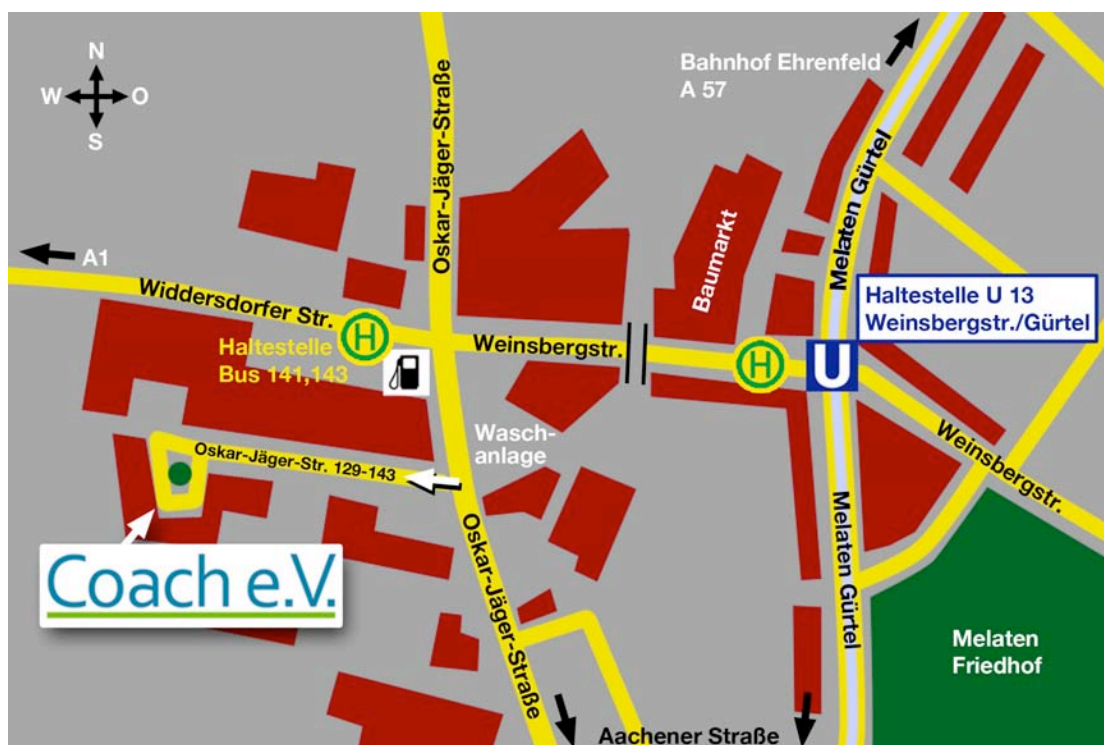 N
W O
S
Bahnhof Ehrenfeld
A 57
Oskar-Jäger-Straße
Melaten Gürtel
A1
Widdersdorfer Str.
H
Haltestelle
Bus 141,143
Weinsbergstr.
Baumarkt
H
U
Haltestelle U 13
Weinsbergstr./Gürtel
Wasch-
anlage
Oskar-Jäger-Str. 129-143
Weinsbergstr.
Oskar-Jäger-Straße
Melaten Gürtel
Coach e.V.
Melaten
Friedhof
Aachener Straße